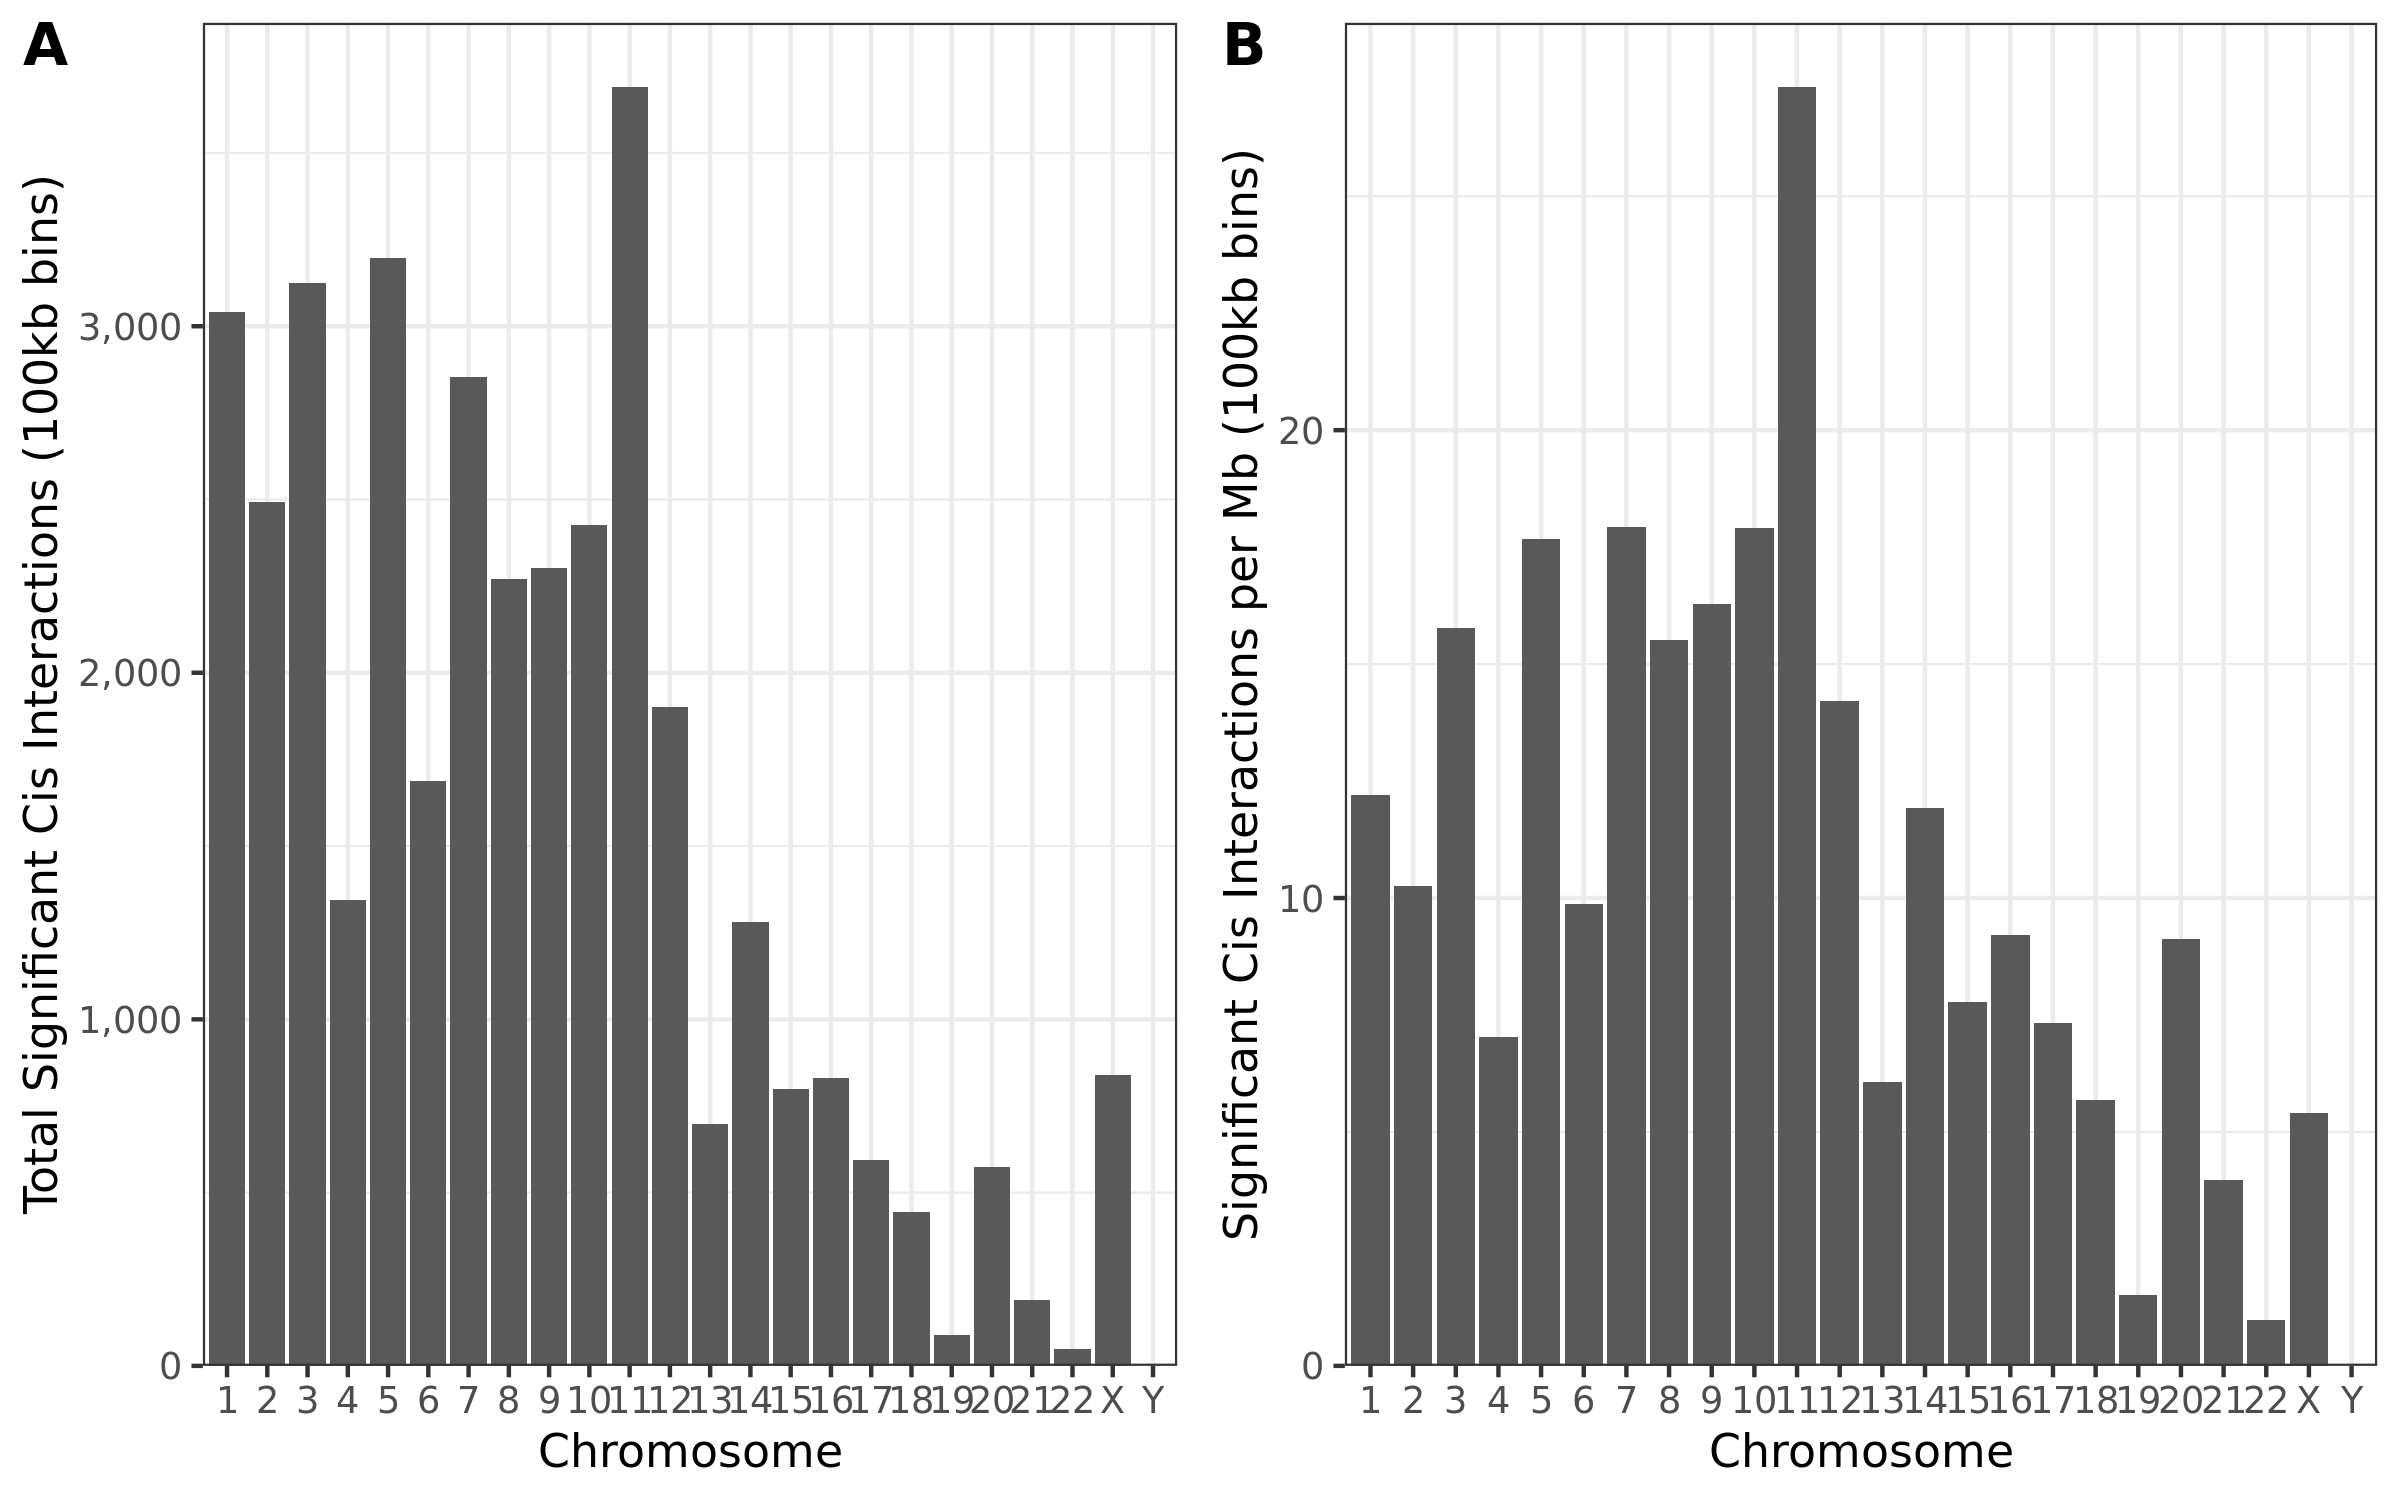 A
Total Significant Cis Interactions (100kb bins)
3,000
2,000
1,000
0
1 2 3 4 5 6 7 8 9 10 11 12 13 14 15 16 17 18 19 20 21 22 X Y
Chromosome
B
Significant Cis Interactions per Mb (100kb bins)
20
10
0
1 2 3 4 5 6 7 8 9 10 11 12 13 14 15 16 17 18 19 20 21 22 X Y
Chromosome